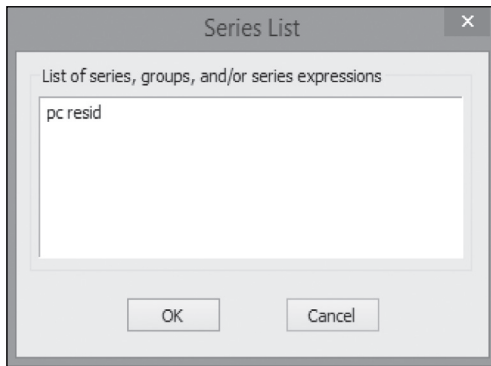 Series List
List of series, groups, and/or series expressions
pc resid
OK
Cancel